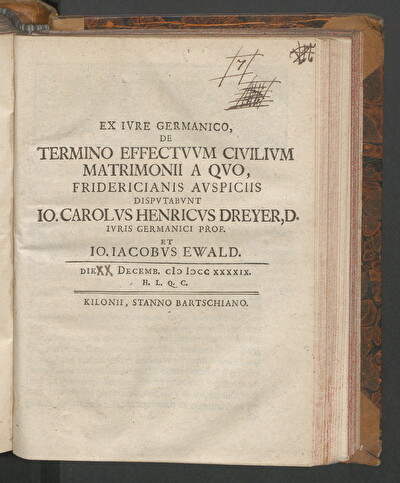 7
EX IVRE GERMANICO,
DE
TERMINO EFFECTVVM CIVILIVM
MATRIMONII A QVO,
FRIDERICIANIS AVSPICIIS
DISPVTABVNT
IO. CAROLVS HENRICVS DREYER, D.
IVRIS GERMANICI PROF.
ET
IO. IACOBVS EWALD.
DIE XX DECEMB. cIɔ Iɔcc XXXXIX.
H. L. Q. C.
KILONII, STANNO BARTSCHIANO.